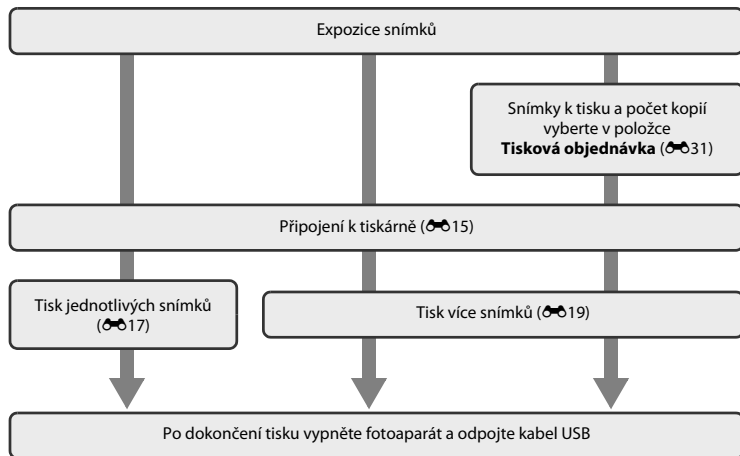 Expozice snímků
Snímky k tisku a počet kopií
vyberte v položce
Tisková objednávka (31)
Připojení k tiskárně (15)
Tisk jednotlivých snímků
(17)
Tisk více snímků (19)
Po dokončení tisku vypněte fotoaparát a odpojte kabel USB